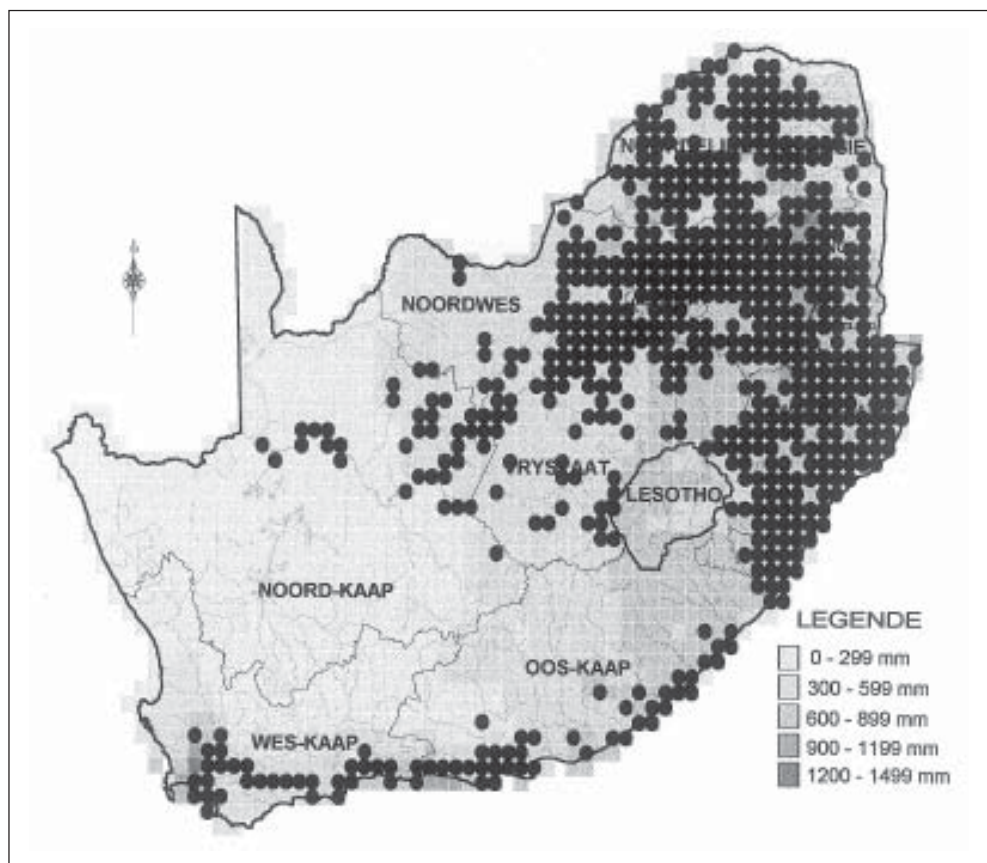 NOORDWES
VRYSTAAT
LESOTHO
NOORD-KAAP
OOS-KAAP
WES-KAAP
LEGENDE
0 - 299 mm
300 - 599 mm
600 - 899 mm
900 - 1199 mm
1200 - 1499 mm